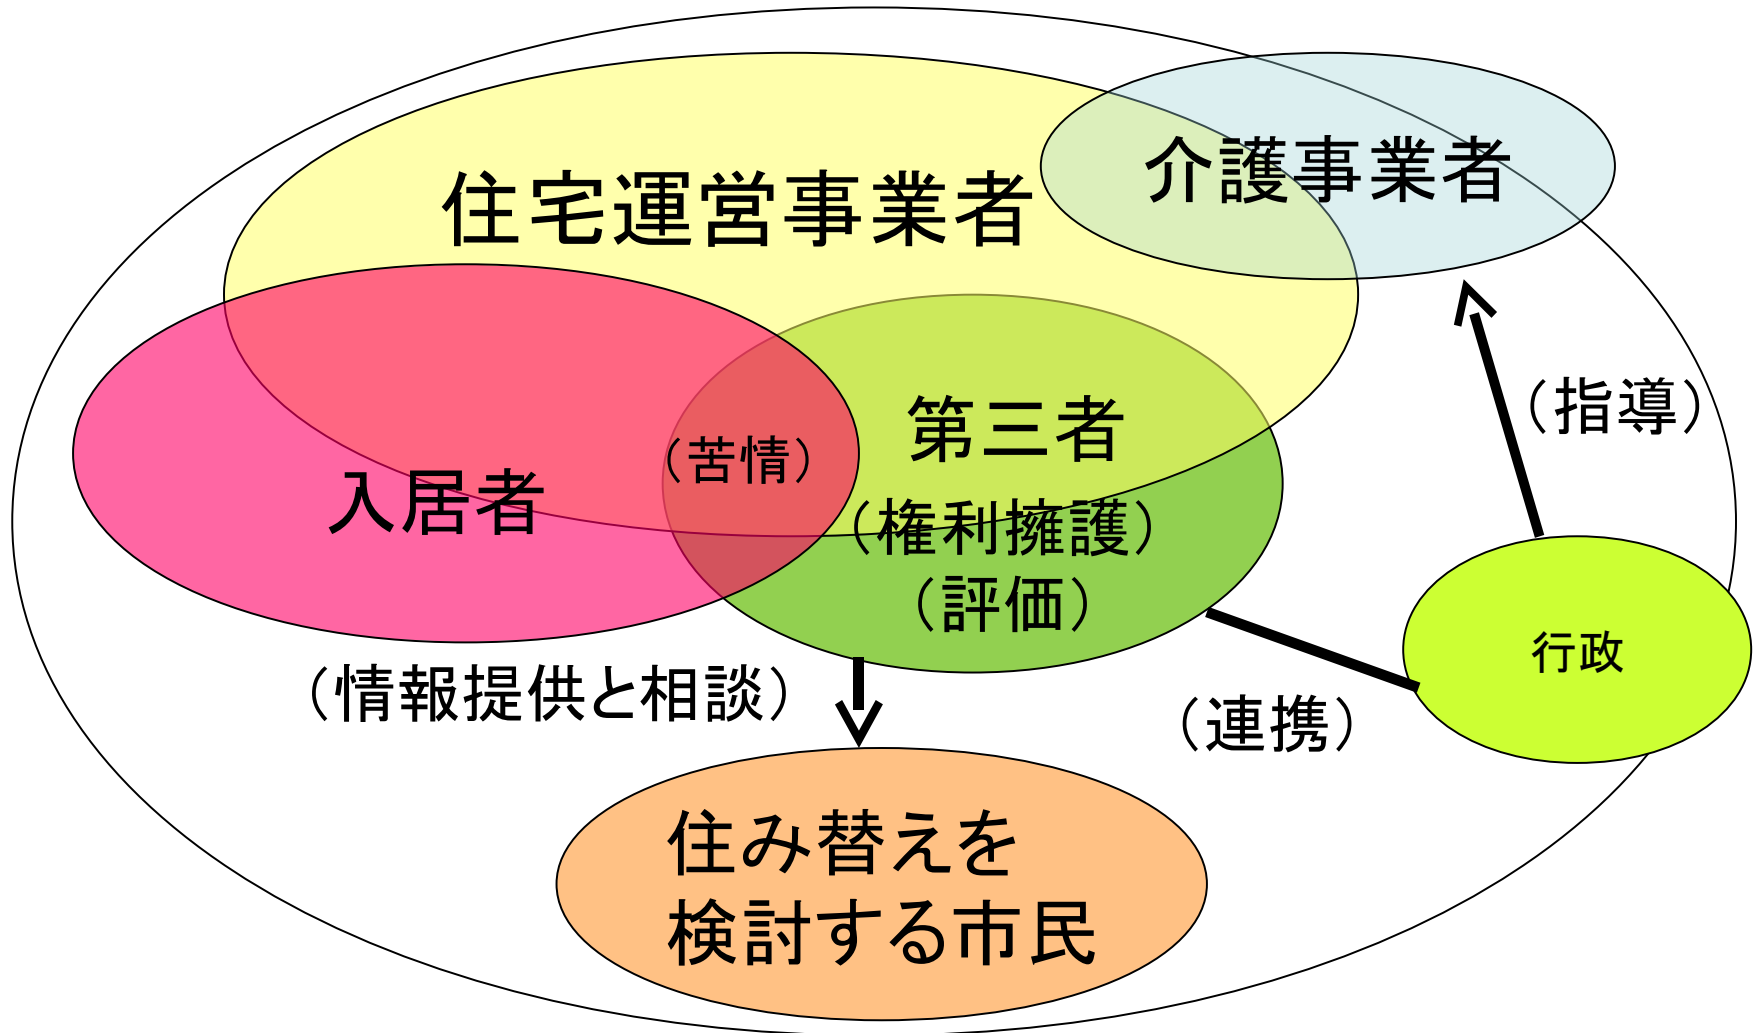 介護事業者
住宅運営事業者
（指導）
第三者
（苦情）
入居者
（権利擁護）
（評価）
行政
（情報提供と相談）
（連携）
住み替えを
検討する市民